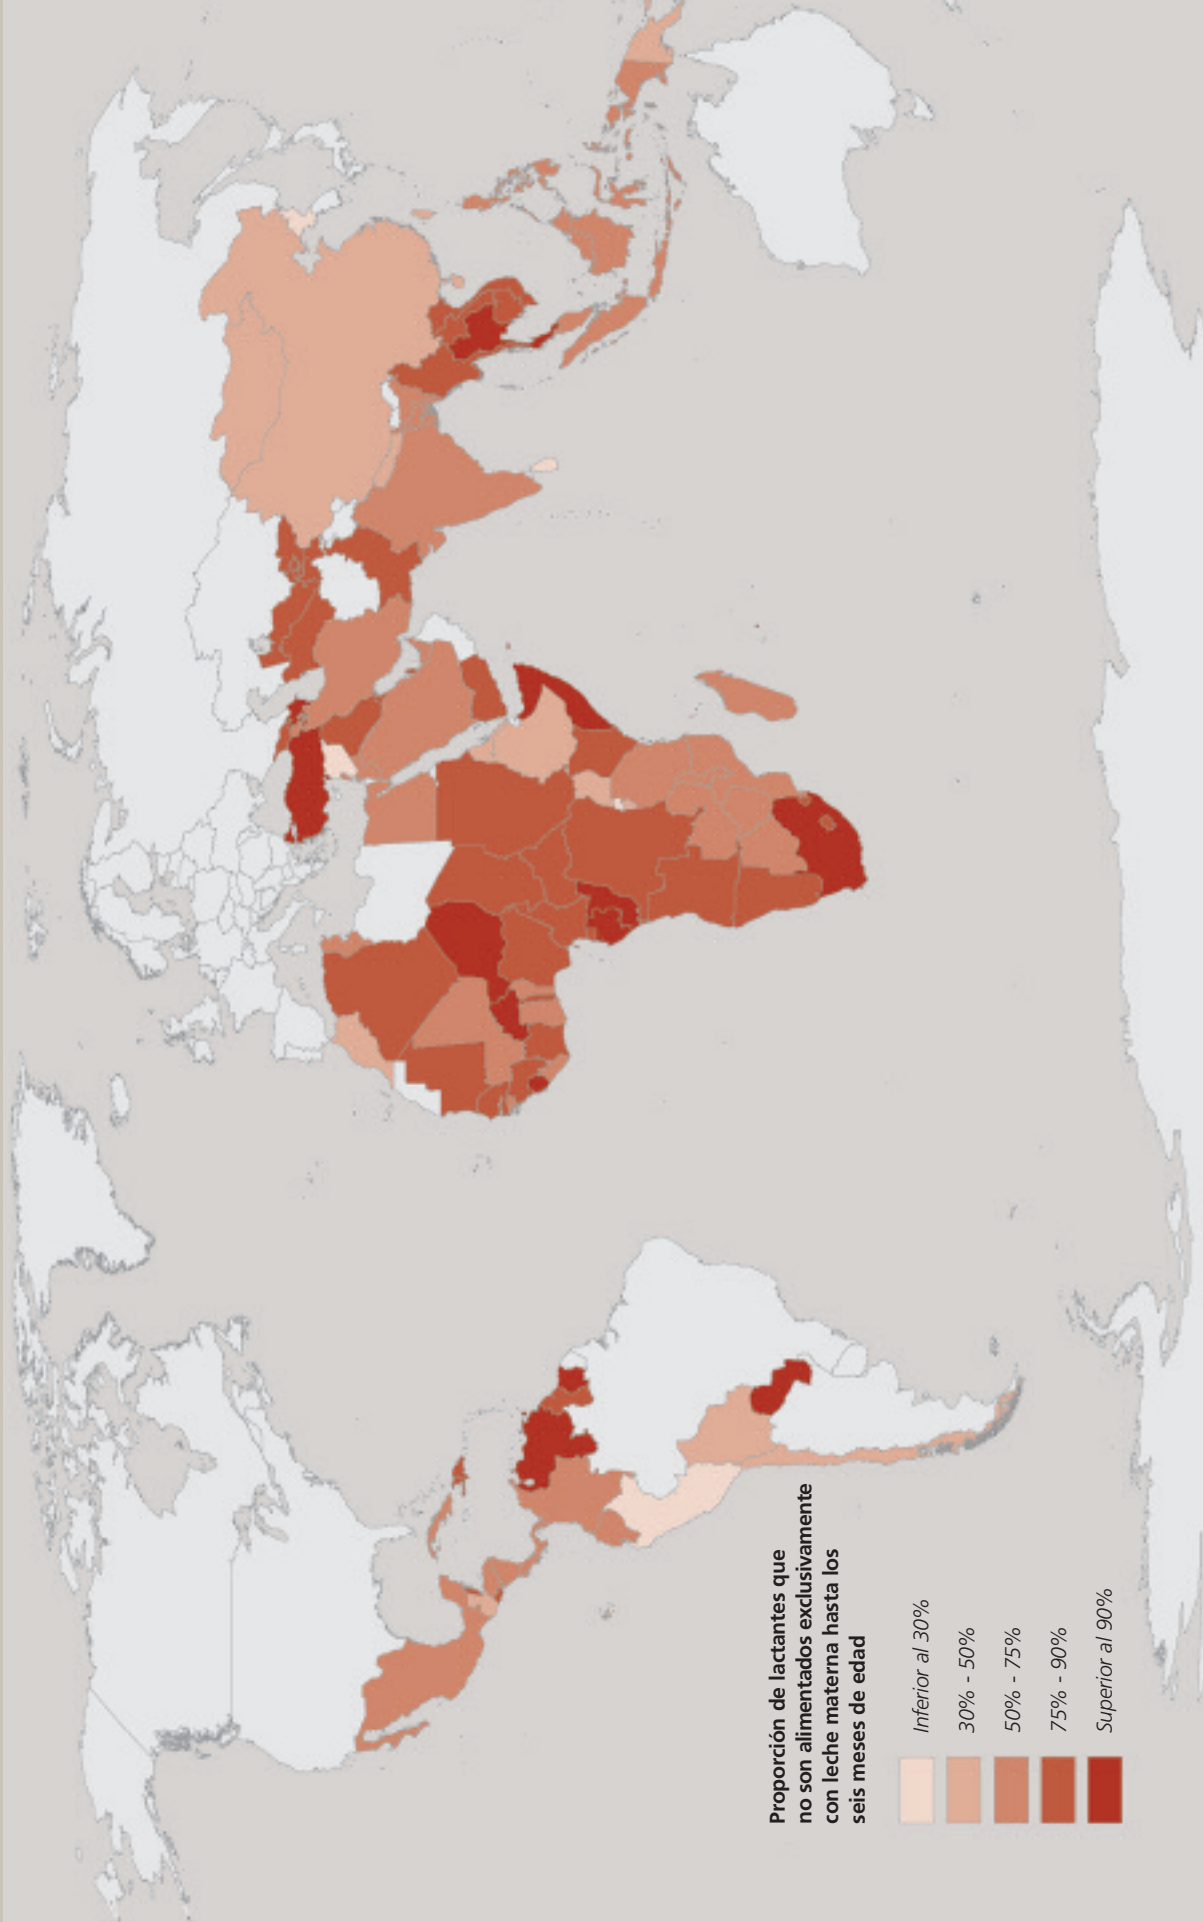 Proporción de lactantes que
no son alimentados exclusivamente
con leche materna hasta los
seis meses de edad
Inferior al 30%
30% - 50%
50% - 75%
75% - 90%
Superior al 90%